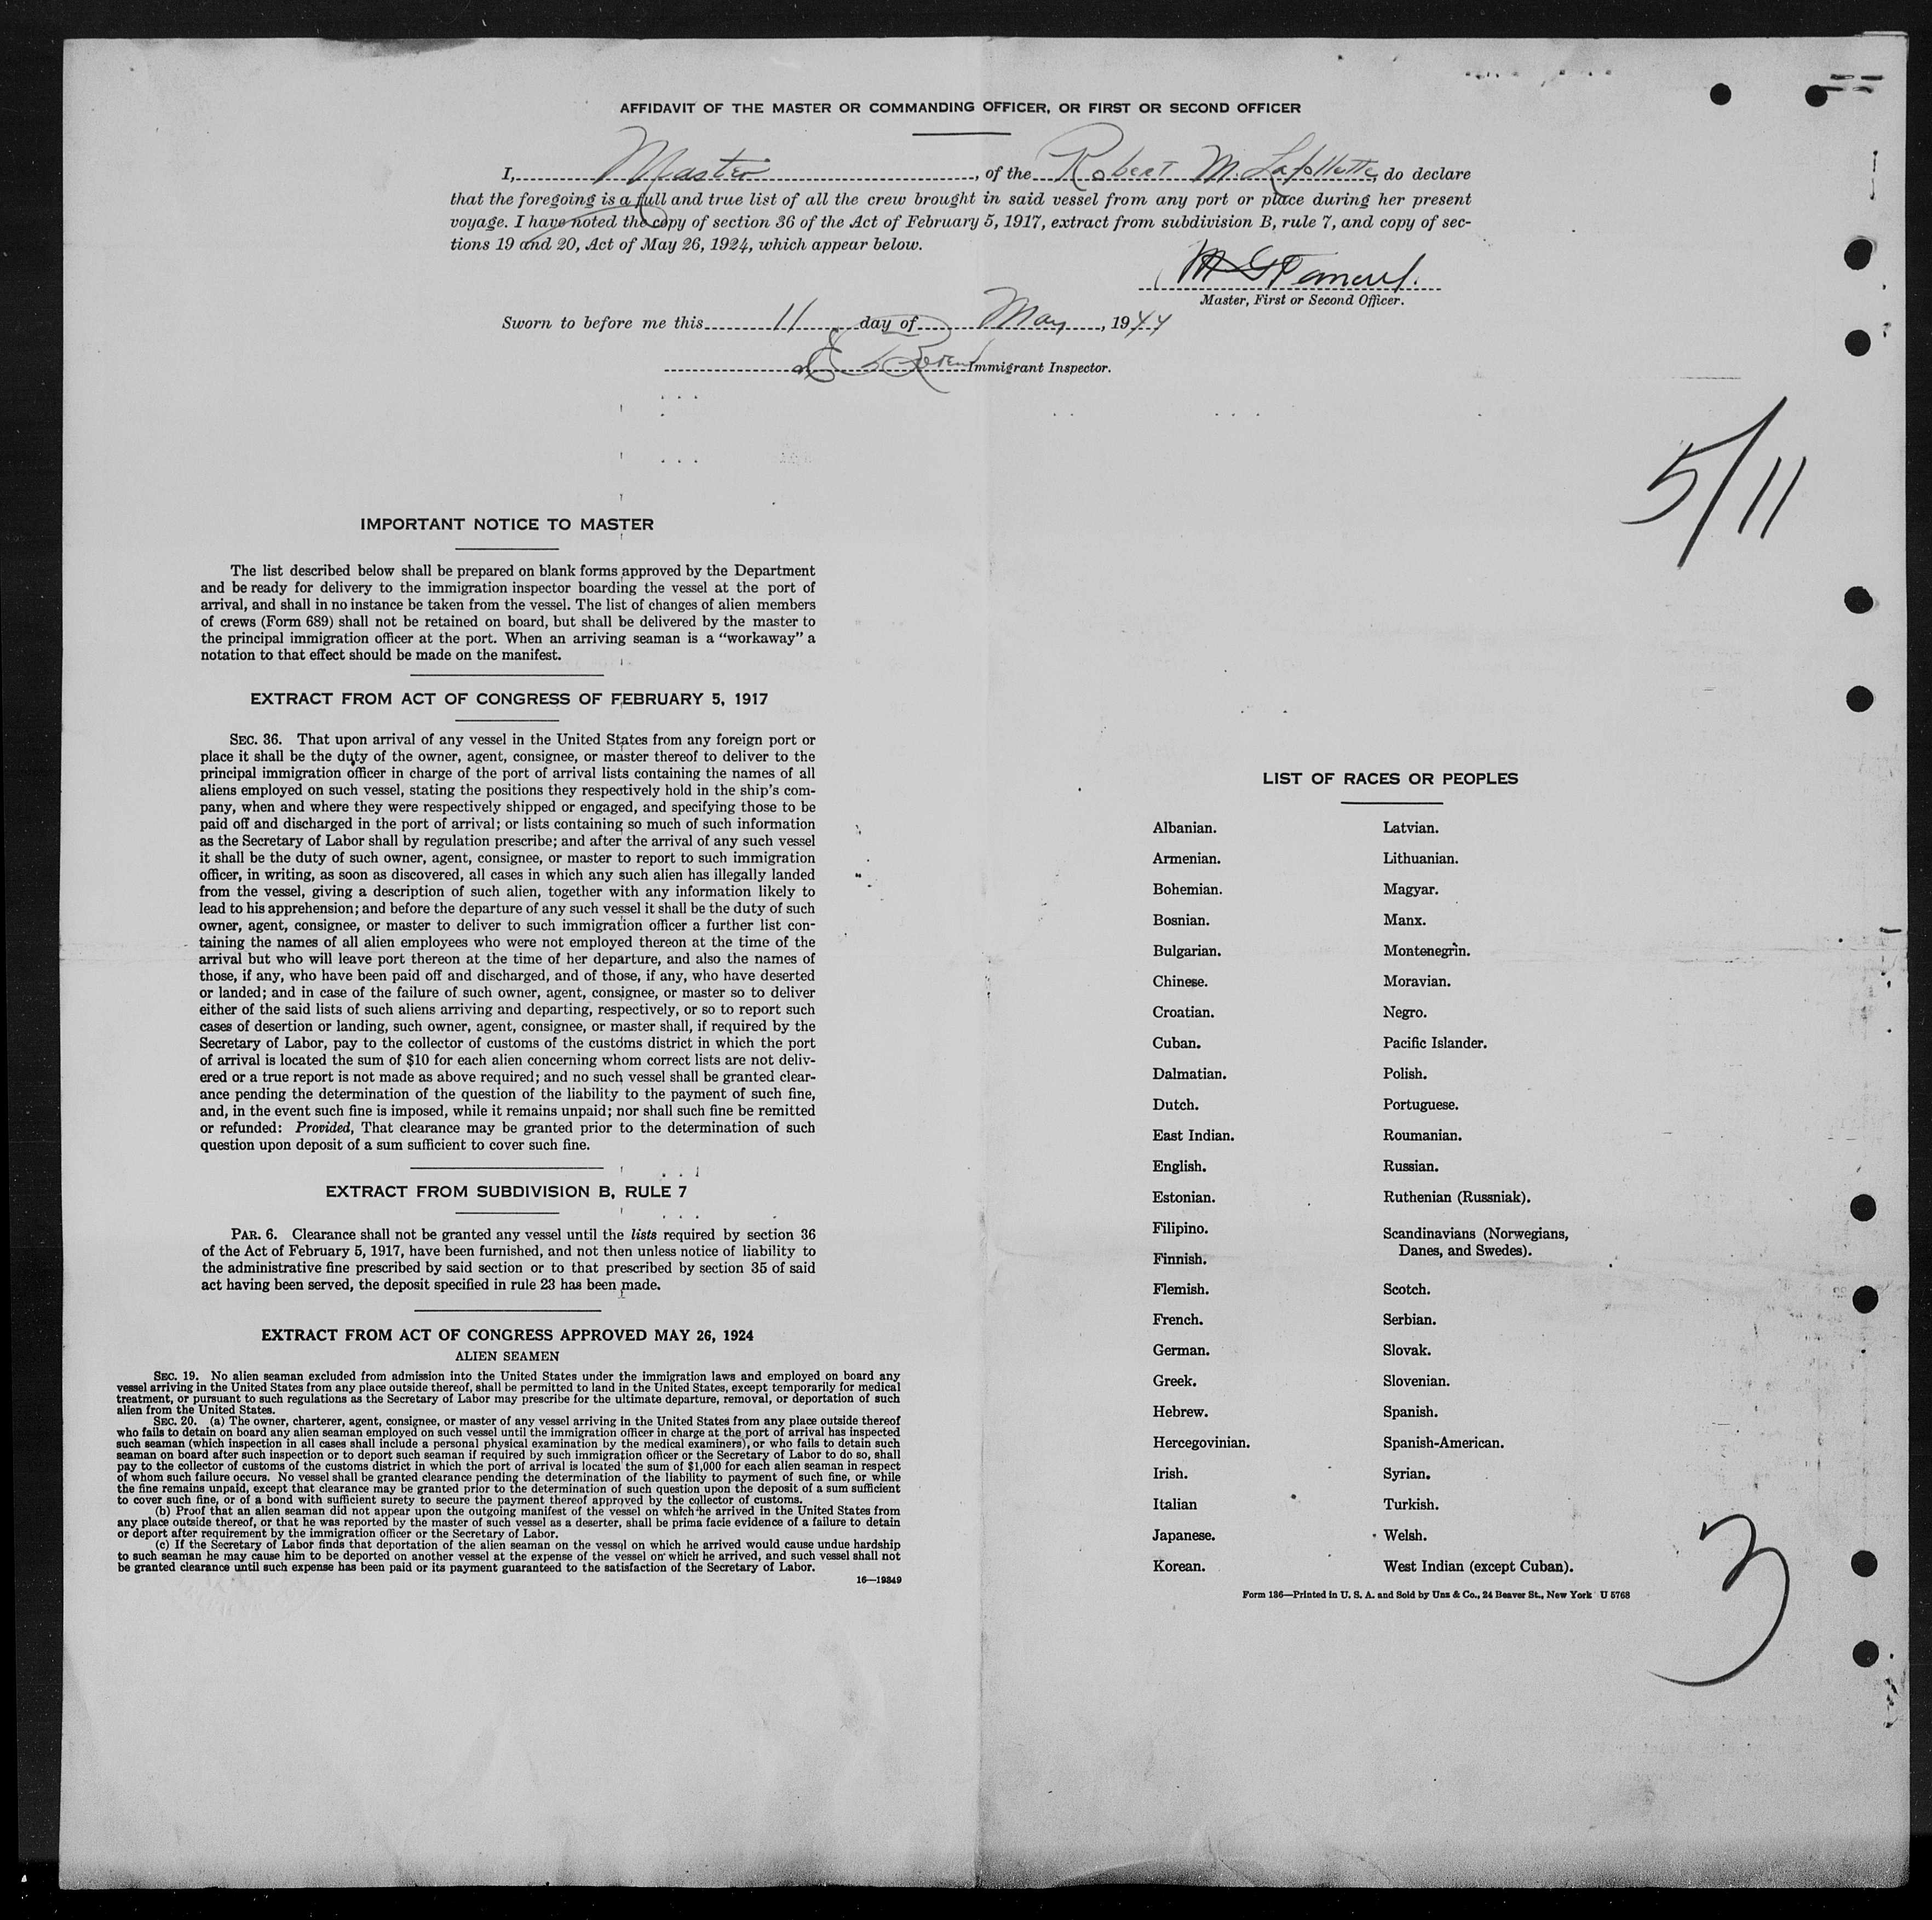 AFFIDAVIT OF THE MASTER OR COMMANDING OFFICER, OR FIRST OR SECOND OFFICER
I, Master, of the Robert M. Lafollette, do declare
that the foregoing is a full and true list of all the crew brought in said vessel from any port or place during her present
voyage. I have noted the copy of section 36 of the Act of February 5, 1917, extract from subdivision B, rule 7, and copy of sec-
tions 19 and 20, Act of May 26, 1924, which appear below.
Master, First or Second Officer.
Sworn to before me this 11 day of May, 1944
Immigrant Inspector.
5/11
IMPORTANT NOTICE TO MASTER
The list described below shall be prepared on blank forms approved by the Department
and be ready for delivery to the immigration inspector boarding the vessel at the port of
arrival, and shall in no instance be taken from the vessel. The list of changes of alien members
of crews (Form 689) shall not be retained on board, but shall be delivered by the master to
the principal immigration officer at the port. When an arriving seaman is a "workaway" a
notation to that effect should be made on the manifest.
EXTRACT FROM ACT OF CONGRESS OF FEBRUARY 5, 1917
SEC. 36. That upon arrival of any vessel in the United States from any foreign port or
place it shall be the duty of the owner, agent, consignee, or master thereof to deliver to the
principal immigration officer in charge of the port of arrival lists containing the names of all
aliens employed on such vessel, stating the positions they respectively hold in the ship's com-
pany, when and where they were respectively shipped or engaged, and specifying those to be
paid off and discharged in the port of arrival; or lists containing so much of such information
as the Secretary of Labor shall by regulation prescribe; and after the arrival of any such vessel
it shall be the duty of such owner, agent, consignee, or master to report to such immigration
officer, in writing, as soon as discovered, all cases in which any such alien has illegally landed
from the vessel, giving a description of such alien, together with any information likely to
lead to his apprehension; and before the departure of any such vessel it shall be the duty of such
owner, agent, consignee, or master to deliver to such immigration officer a further list con-
taining the names of all alien employees who were not employed thereon at the time of the
arrival but who will leave port thereon at the time of her departure, and also the names of
those, if any, who have been paid off and discharged, and of those, if any, who have deserted
or landed; and in case of the failure of such owner, agent, consignee, or master so to deliver
either of the said lists of such aliens arriving and departing, respectively, or so to report such
cases of desertion or landing, such owner, agent, consignee, or master shall, if required by the
Secretary of Labor, pay to the collector of customs of the customs district in which the port
of arrival is located the sum of $10 for each alien concerning whom correct lists are not deliv-
ered or a true report is not made as above required; and no such vessel shall be granted clear-
ance pending the determination of the question of the liability to the payment of such fine,
and, in the event such fine is imposed, while it remains unpaid; nor shall such fine be remitted
or refunded: Provided, That clearance may be granted prior to the determination of such
question upon deposit of a sum sufficient to cover such fine.
EXTRACT FROM SUBDIVISION B, RULE 7
PAR. 6. Clearance shall not be granted any vessel until the lists required by section 36
of the Act of February 5, 1917, have been furnished, and not then unless notice of liability to
the administrative fine prescribed by said section or to that prescribed by section 35 of said
act having been served, the deposit specified in rule 23 has been made.
EXTRACT FROM ACT OF CONGRESS APPROVED MAY 26, 1924
ALIEN SEAMEN
SEC. 19. No alien seaman excluded from admission into the United States under the immigration laws and employed on board any
vessel arriving in the United States from any place outside thereof, shall be permitted to land in the United States, except temporarily for medical
treatment, or pursuant to such regulations as the Secretary of Labor may prescribe for the ultimate departure, removal, or deportation of such
alien from the United States.
SEC. 20. (a) The owner, charterer, agent, consignee, or master of any vessel arriving in the United States from any place outside thereof
who fails to detain on board any alien seaman employed on such vessel until the immigration officer in charge at the port of arrival has inspected
such seaman (which inspection in all cases shall include a personal physical examination by the medical examiners), or who fails to detain such
seaman on board after such inspection or to deport such seaman if required by such immigration officer or the Secretary of Labor to do so, shall
pay to the collector of customs of the customs district in which the port of arrival is located the sum of $1,000 for each alien seaman in respect
of whom such failure occurs. No vessel shall be granted clearance pending the determination of the liability to payment of such fine, or while
the fine remains unpaid, except that clearance may be granted prior to the determination of such question upon the deposit of a sum sufficient
to cover such fine, or of a bond with sufficient surety to secure the payment thereof approved by the collector of customs.
(b) Proof that an alien seaman did not appear upon the outgoing manifest of the vessel on which he arrived in the United States from
any place outside thereof, or that he was reported by the master of such vessel as a deserter, shall be prima facie evidence of a failure to detain
or deport after requirement by the immigration officer or the Secretary of Labor.
(c) If the Secretary of Labor finds that deportation of the alien seaman on the vessel on which he arrived would cause undue hardship
to such seaman he may cause him to be deported on another vessel at the expense of the vessel on which he arrived, and such vessel shall not
be granted clearance until such expense has been paid or its payment guaranteed to the satisfaction of the Secretary of Labor.
16—19849
LIST OF RACES OR PEOPLES
Albanian.
Armenian.
Bohemian.
Bosnian.
Bulgarian.
Chinese.
Croatian.
Cuban.
Dalmatian.
Dutch.
East Indian.
English.
Estonian.
Filipino.
Finnish.
Flemish.
French.
German.
Greek.
Hebrew.
Hercegovinian.
Irish.
Italian
Japanese.
Korean.
Latvian.
Lithuanian.
Magyar.
Manx.
Montenegrin.
Moravian.
Negro.
Pacific Islander.
Polish.
Portuguese.
Roumanian.
Russian.
Ruthenian (Russniak).
Scandinavians (Norwegians,
Danes, and Swedes).
Scotch.
Serbian.
Slovak.
Slovenian.
Spanish.
Spanish-American.
Syrian.
Turkish.
Welsh.
West Indian (except Cuban).
Form 136—Printed in U. S. A. and Sold by Unz & Co., 24 Beaver St., New York U 5768
3